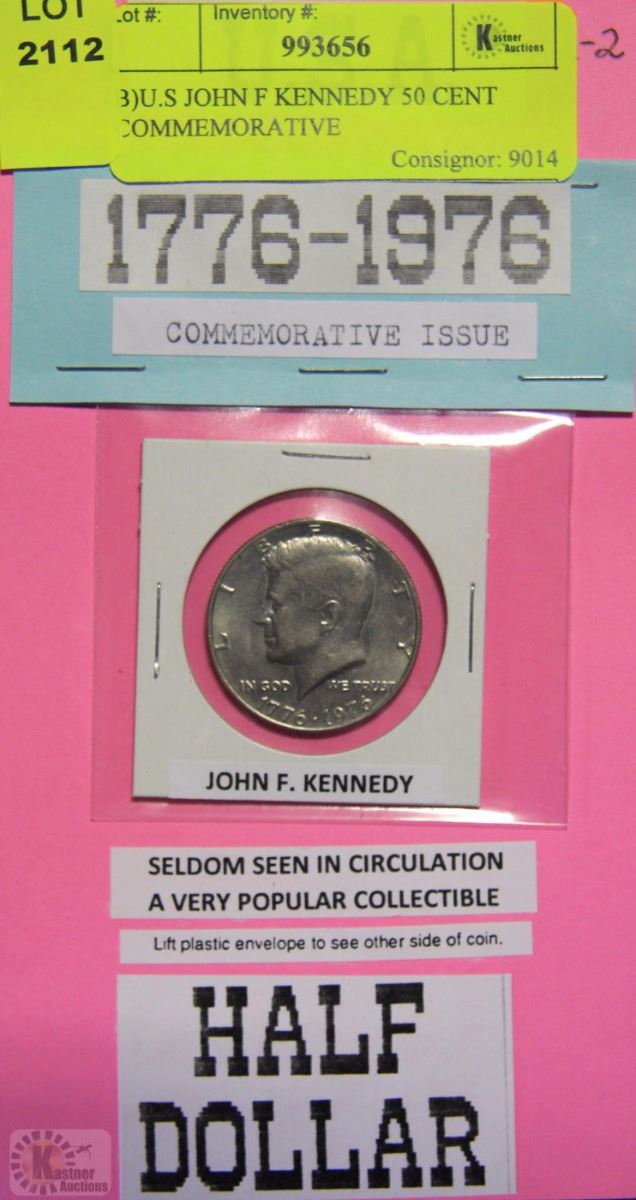 LOT
2112
Lot #:
Inventory #:
993656
Kastner
Auctions
-2
B)U.S JOHN F KENNEDY 50 CENT
COMMEMORATIVE
Consignor: 9014
1776-1976
COMMEMORATIVE ISSUE
LIBERTY
IN GOD WE TRUST
1776·1976
JOHN F. KENNEDY
SELDOM SEEN IN CIRCULATION
A VERY POPULAR COLLECTIBLE
Lift plastic envelope to see other side of coin.
HALF
DOLLAR
Kastner
Auctions